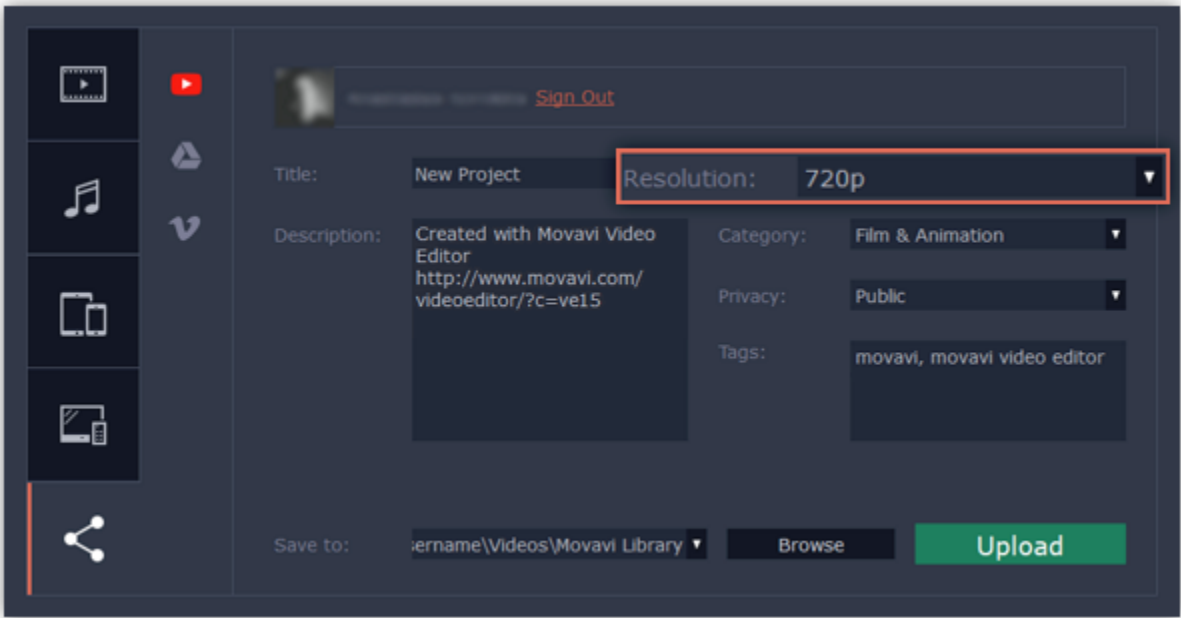 Sign Out
Title: New Project
Resolution: 720p
Description: Created with Movavi Video
Editor
http://www.movavi.com/
videoeditor/?c=ve15
Category: Film & Animation
Privacy: Public
Tags: movavi, movavi video editor
Save to: ername\Videos\Movavi Library
Browse
Upload